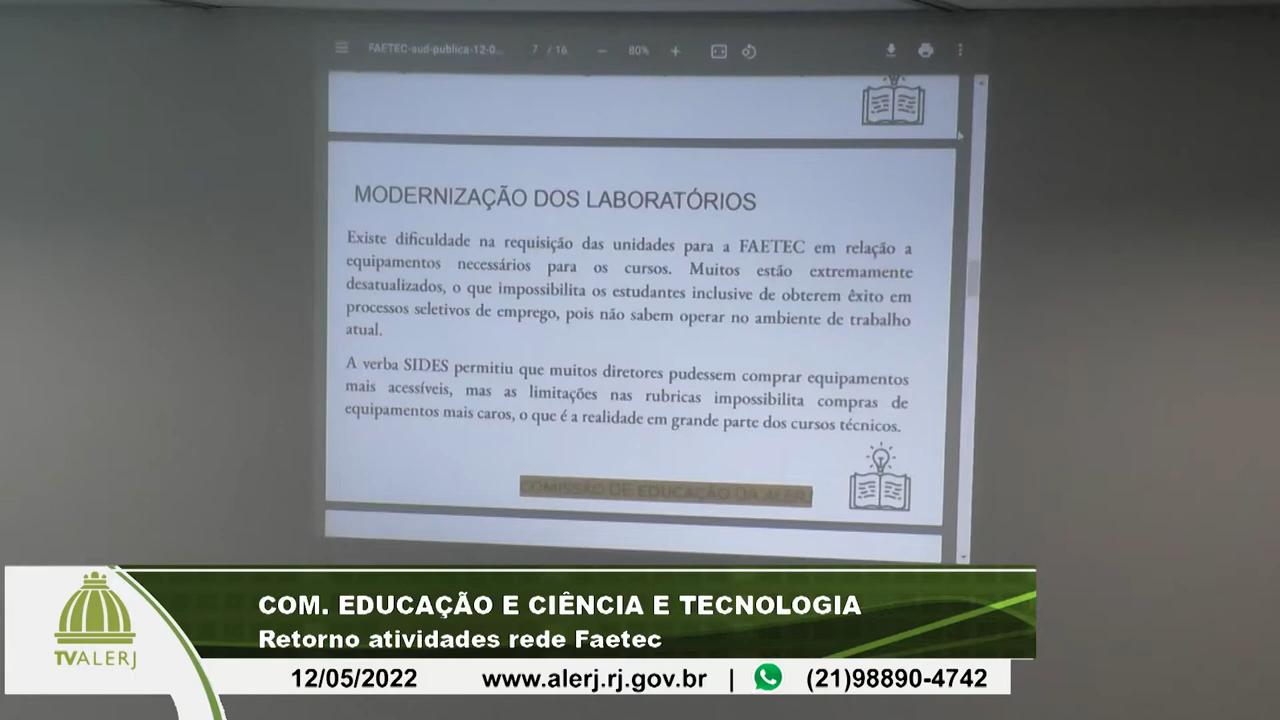 FAETEC-aud-publica-12-0...
7 / 16
80%
MODERNIZAÇÃO DOS LABORATÓRIOS
Existe dificuldade na requisição das unidades para a FAETEC em relação a
equipamentos necessários para os cursos. Muitos estão extremamente
desatualizados, o que impossibilita os estudantes inclusive de obterem êxito em
processos seletivos de emprego, pois não sabem operar no ambiente de trabalho
atual.
A verba SIDES permitiu que muitos diretores pudessem comprar equipamentos
mais acessíveis, mas as limitações nas rubricas impossibilita compras de
equipamentos mais caros, o que é a realidade em grande parte dos cursos técnicos.
COMISSÃO DE EDUCAÇÃO DA ALERJ
COM. EDUCAÇÃO E CIÊNCIA E TECNOLOGIA
Retorno atividades rede Faetec
TVALERJ
12/05/2022 www.alerj.rj.gov.br | (21)98890-4742